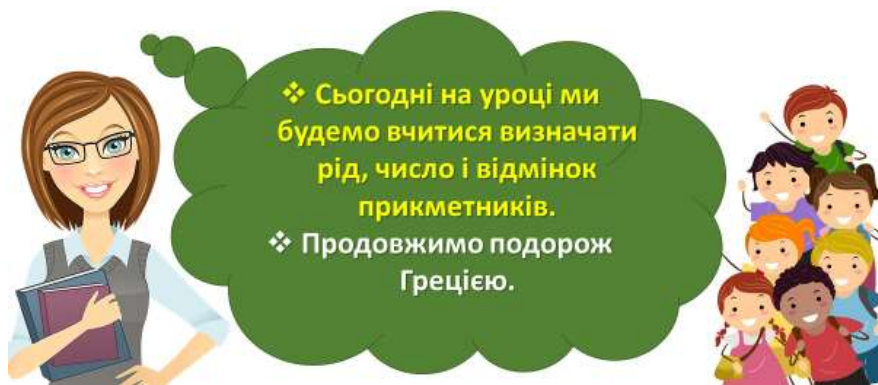 ❖ Сьогодні на уроці ми
будемо вчитися визначати
рід, число і відмінок
прикметників.
❖ Продовжимо подорож
Грецією.